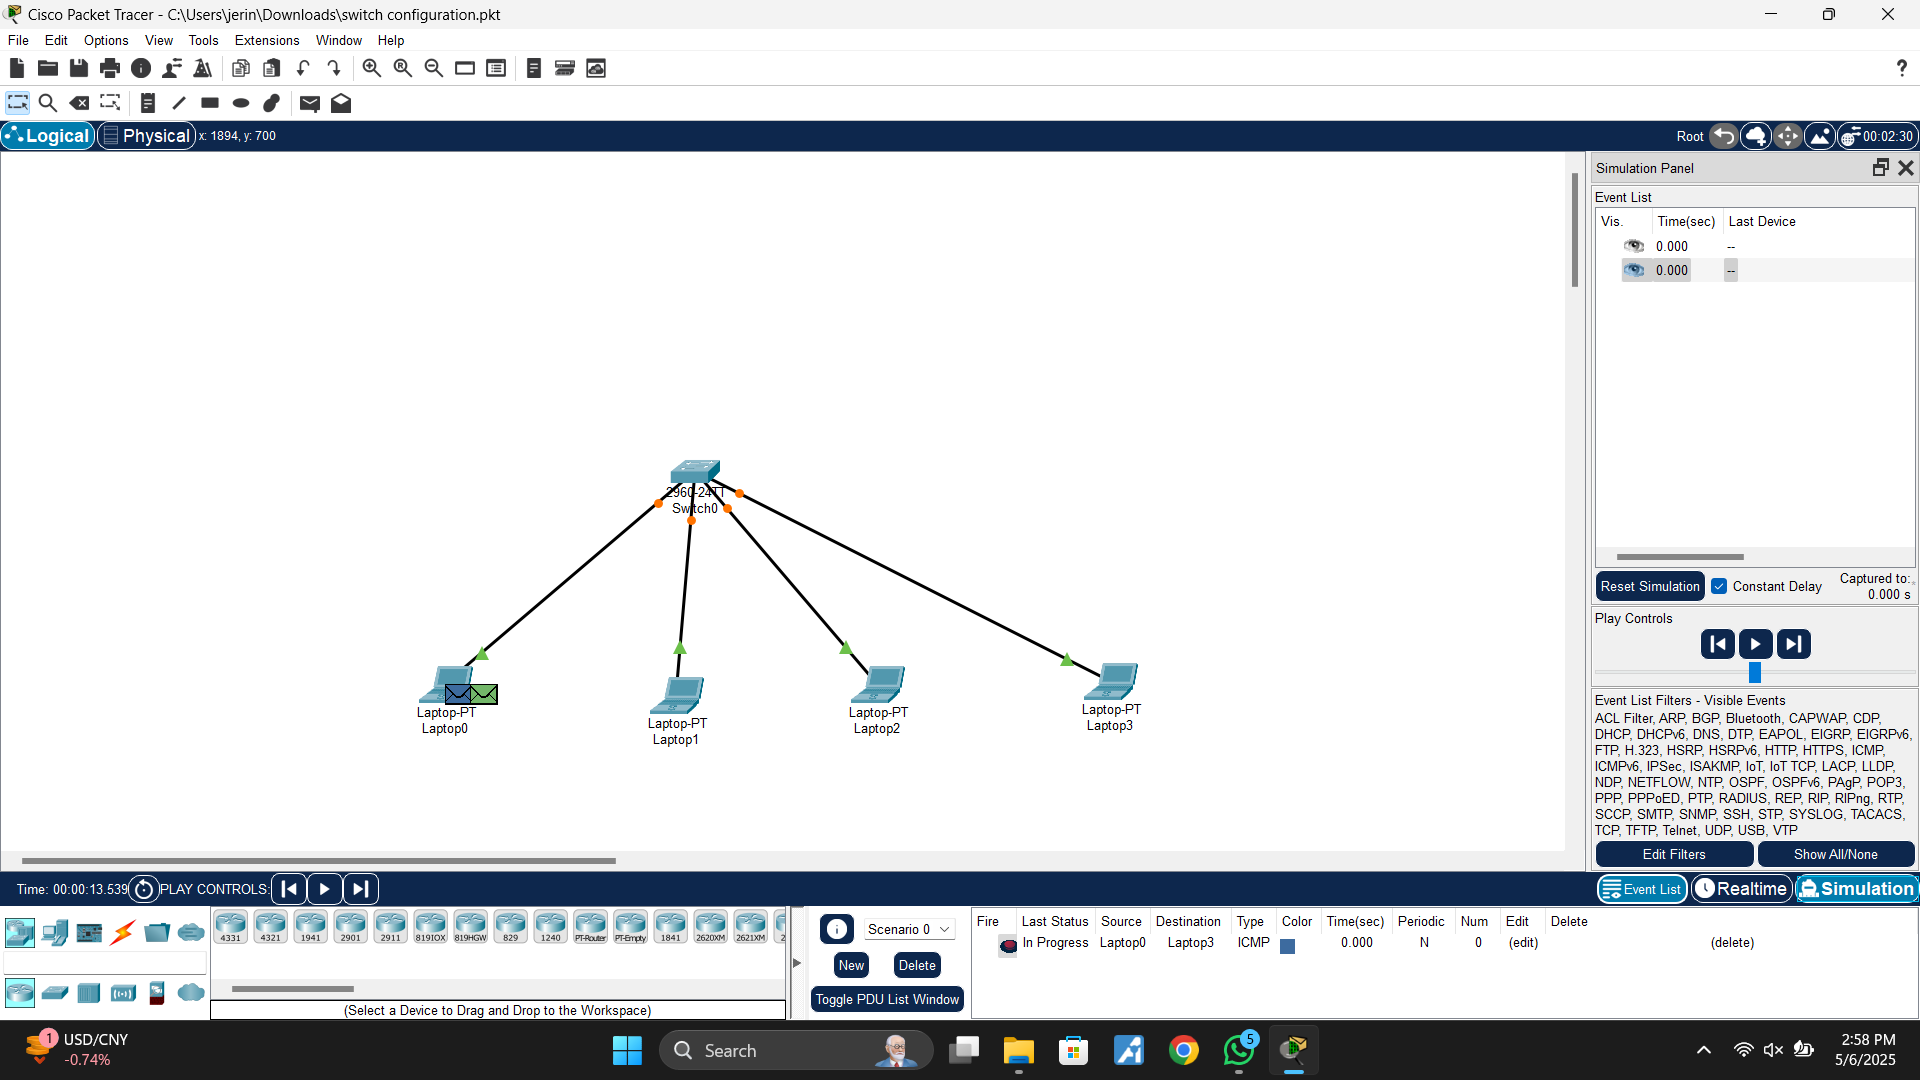 Cisco Packet Tracer - C:\Users\jerin\Downloads\switch configuration.pkt
File Edit Options View Tools Extensions Window Help
Logical Physical x: 1894, y: 700
Root 00:02:30
Simulation Panel
Event List
Vis. Time(sec) Last Device
0.000 --
0.000 --
2960-24TT
Switch0
Laptop-PT
Laptop0
Laptop-PT
Laptop1
Laptop-PT
Laptop2
Laptop-PT
Laptop3
Reset Simulation Constant Delay Captured to:
0.000 s
Play Controls
Event List Filters - Visible Events
ACL Filter, ARP, BGP, Bluetooth, CAPWAP, CDP,
DHCP, DHCPv6, DNS, DTP, EAPOL, EIGRP, EIGRPv6,
FTP, H.323, HSRP, HSRPv6, HTTP, HTTPS, ICMP,
ICMPv6, IPSec, ISAKMP, IoT, IoT TCP, LACP, LLDP,
NDP, NETFLOW, NTP, OSPF, OSPFv6, PAgP, POP3,
PPP, PPPoED, PTP, RADIUS, REP, RIP, RIPng, RTP,
SCCP, SMTP, SNMP, SSH, STP, SYSLOG, TACACS,
TCP, TFTP, Telnet, UDP, USB, VTP
Edit Filters Show All/None
Time: 00:00:13.539 PLAY CONTROLS:
Event List Realtime Simulation
4331 4321 1941 2901 2911 819IOX 819HGW 829 1240 PT-Router PT-Empty 1841 2620XM 2621XM 2
(Select a Device to Drag and Drop to the Workspace)
Scenario 0
New Delete
Toggle PDU List Window
Fire Last Status Source Destination Type Color Time(sec) Periodic Num Edit Delete
In Progress Laptop0 Laptop3 ICMP 0.000 N 0 (edit) (delete)
1 USD/CNY
-0.74%
Search
5
2:58 PM
5/6/2025